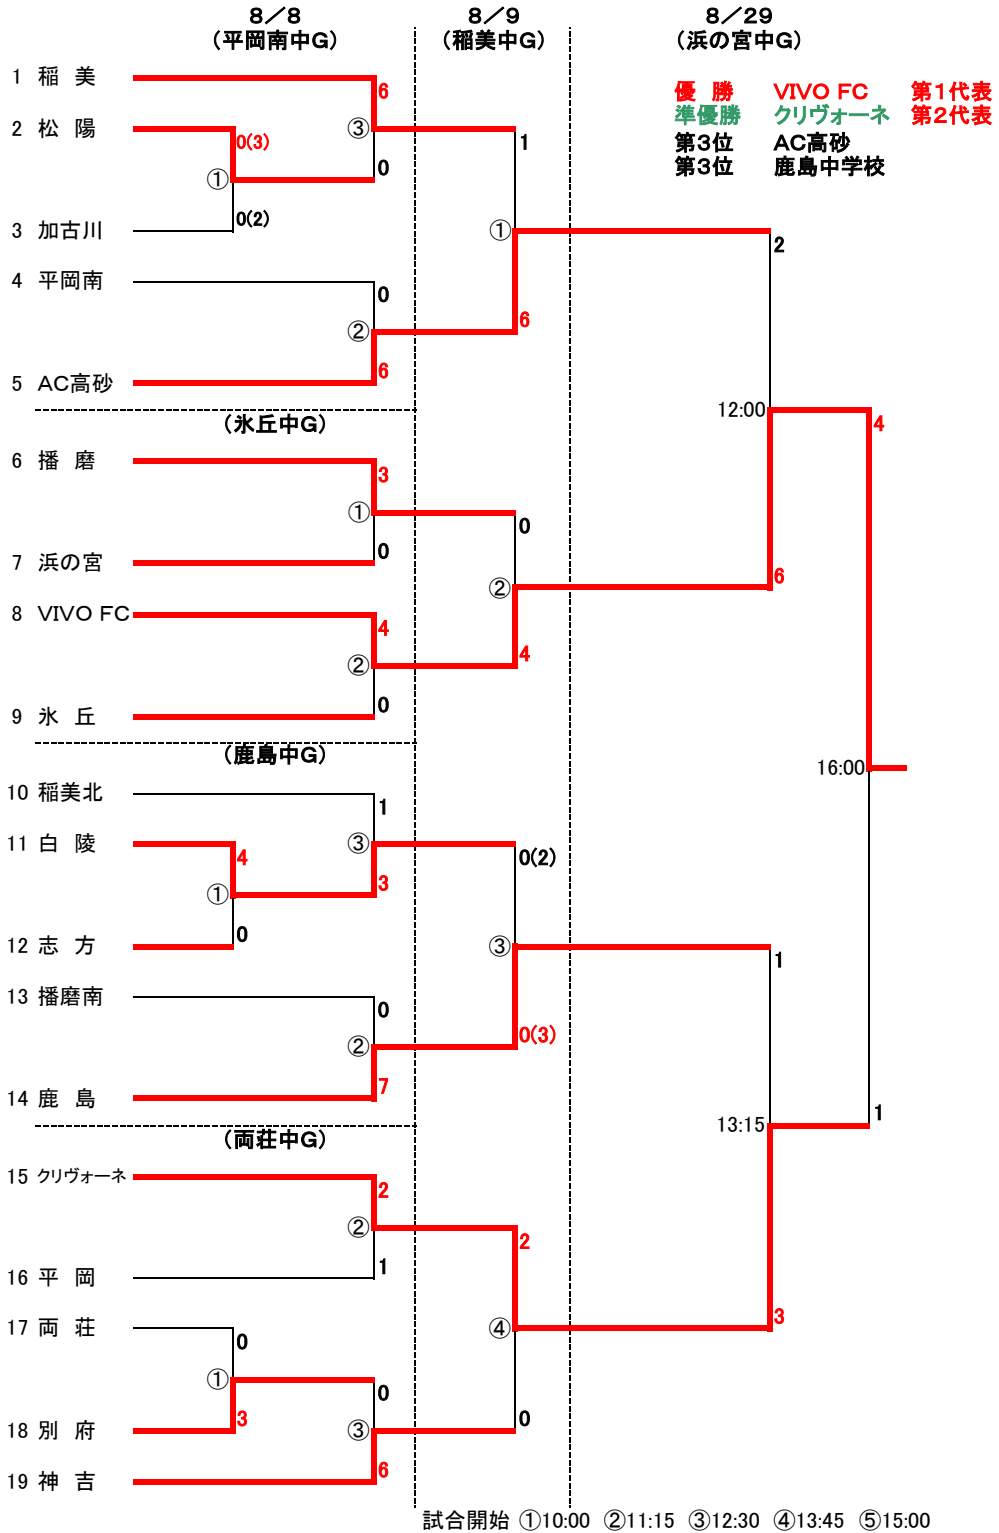 8／8 8／9 8／29
（平岡南中G） （稲美中G） （浜の宮中G）
1 稲 美 6
優 勝 VIVO FC 第１代表
準優勝 クリヴォーネ 第２代表
2 松 陽 0(3) ③ 1
第３位 AC高砂
第３位 鹿島中学校
① 0
0(2)
3 加古川 ① 2
4 平岡南 0
② 6
5 AC高砂 6
12:00 4
（氷丘中G）
6 播 磨 3
① 0
7 浜の宮 0
② 6
8 VIVO FC 4
② 4
9 氷 丘 0
（鹿島中G）
16:00
10 稲美北 1
11 白 陵 4 ③ 0(2)
① 3
12 志 方 0 ③ 1
13 播磨南 0
② 0(3)
14 鹿 島 7
13:15 1
（両荘中G）
15 クリヴォーネ 2
② 2
16 平 岡 1
17 両 荘 0 ④ 3
① 0
18 別 府 3 ③ 0
19 神 吉 6
試合開始 ①10:00 ②11:15 ③12:30 ④13:45 ⑤15:00